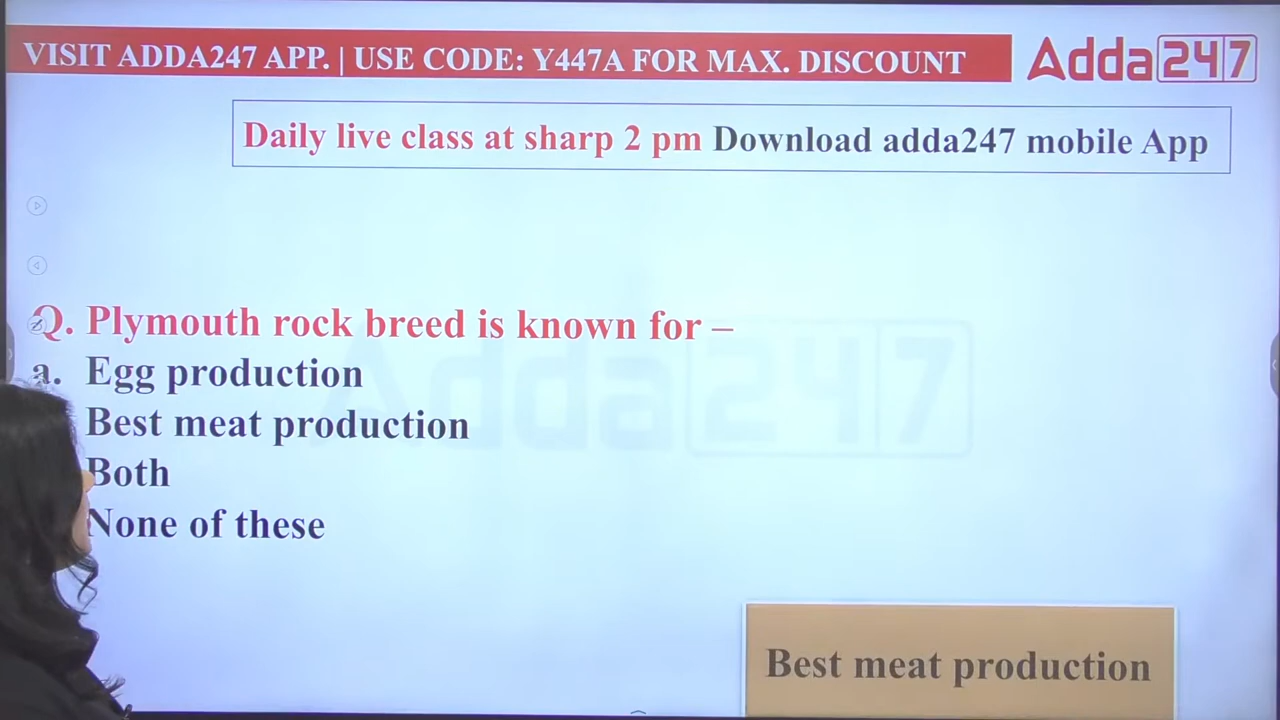 VISIT ADDA247 APP. | USE CODE: Y447A FOR MAX. DISCOUNT
Adda247
Daily live class at sharp 2 pm Download adda247 mobile App
Q. Plymouth rock breed is known for –
a. Egg production
Best meat production
Both
None of these
Adda247
Best meat production